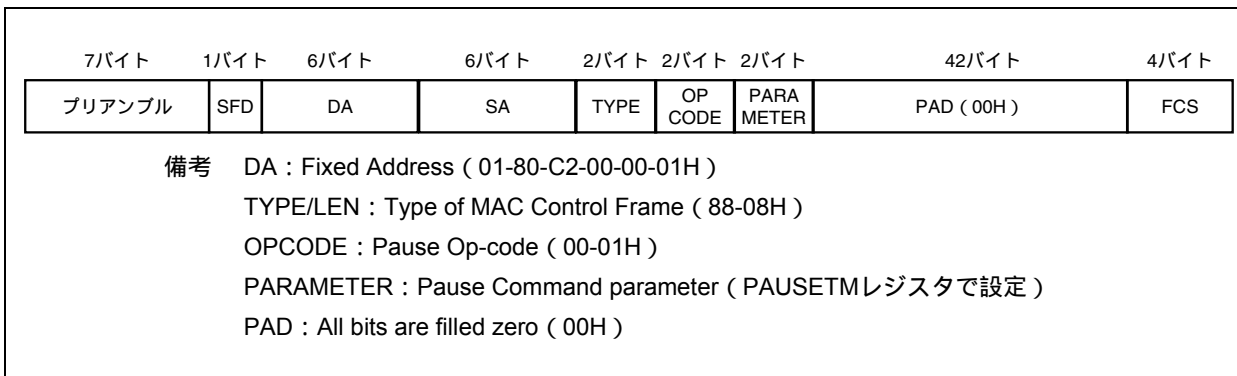 7バイト 1バイト 6バイト 6バイト 2バイト 2バイト 2バイト 42バイト 4バイト
プリアンブル SFD DA SA TYPE OP CODE PARA METER PAD（00H） FCS
備考 DA：Fixed Address（01-80-C2-00-00-01H）
TYPE/LEN：Type of MAC Control Frame（88-08H）
OPCODE：Pause Op-code（00-01H）
PARAMETER：Pause Command parameter（PAUSETMレジスタで設定）
PAD：All bits are filled zero（00H）